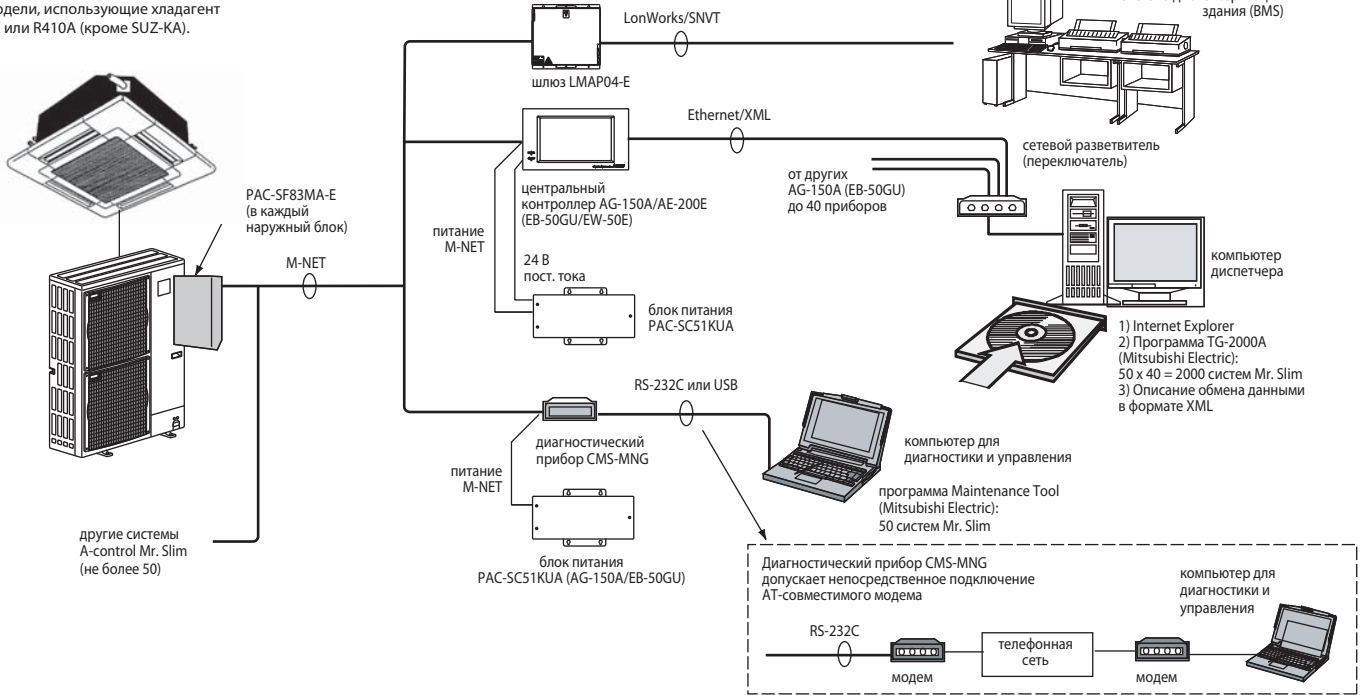 одели, использующие хладагент
или R410A (кроме SUZ-KA).
LonWorks/SNVT
здания (BMS)
шлюз LMAP04-E
Ethernet/XML
сетевой разветвитель
(переключатель)
от других
AG-150A (EB-50GU)
до 40 приборов
PAC-SF83MA-E
(в каждый
наружный блок)
центральный
контроллер AG-150A/AE-200E
(EB-50GU/EW-50E)
питание
M-NET
M-NET
24 В
пост. тока
компьютер
диспетчера
блок питания
PAC-SC51KUA
1) Internet Explorer
2) Программа TG-2000A
(Mitsubishi Electric):
50 x 40 = 2000 систем Mr. Slim
3) Описание обмена данными
в формате XML
RS-232C или USB
диагностический
прибор CMS-MNG
компьютер для
диагностики и управления
питание
M-NET
программа Maintenance Tool
(Mitsubishi Electric):
50 систем Mr. Slim
другие системы
A-control Mr. Slim
(не более 50)
блок питания
PAC-SC51KUA (AG-150A/EB-50GU)
Диагностический прибор CMS-MNG
допускает непосредственное подключение
АТ-совместимого модема
компьютер для
диагностики и
управления
RS-232C
телефонная
сеть
модем
модем